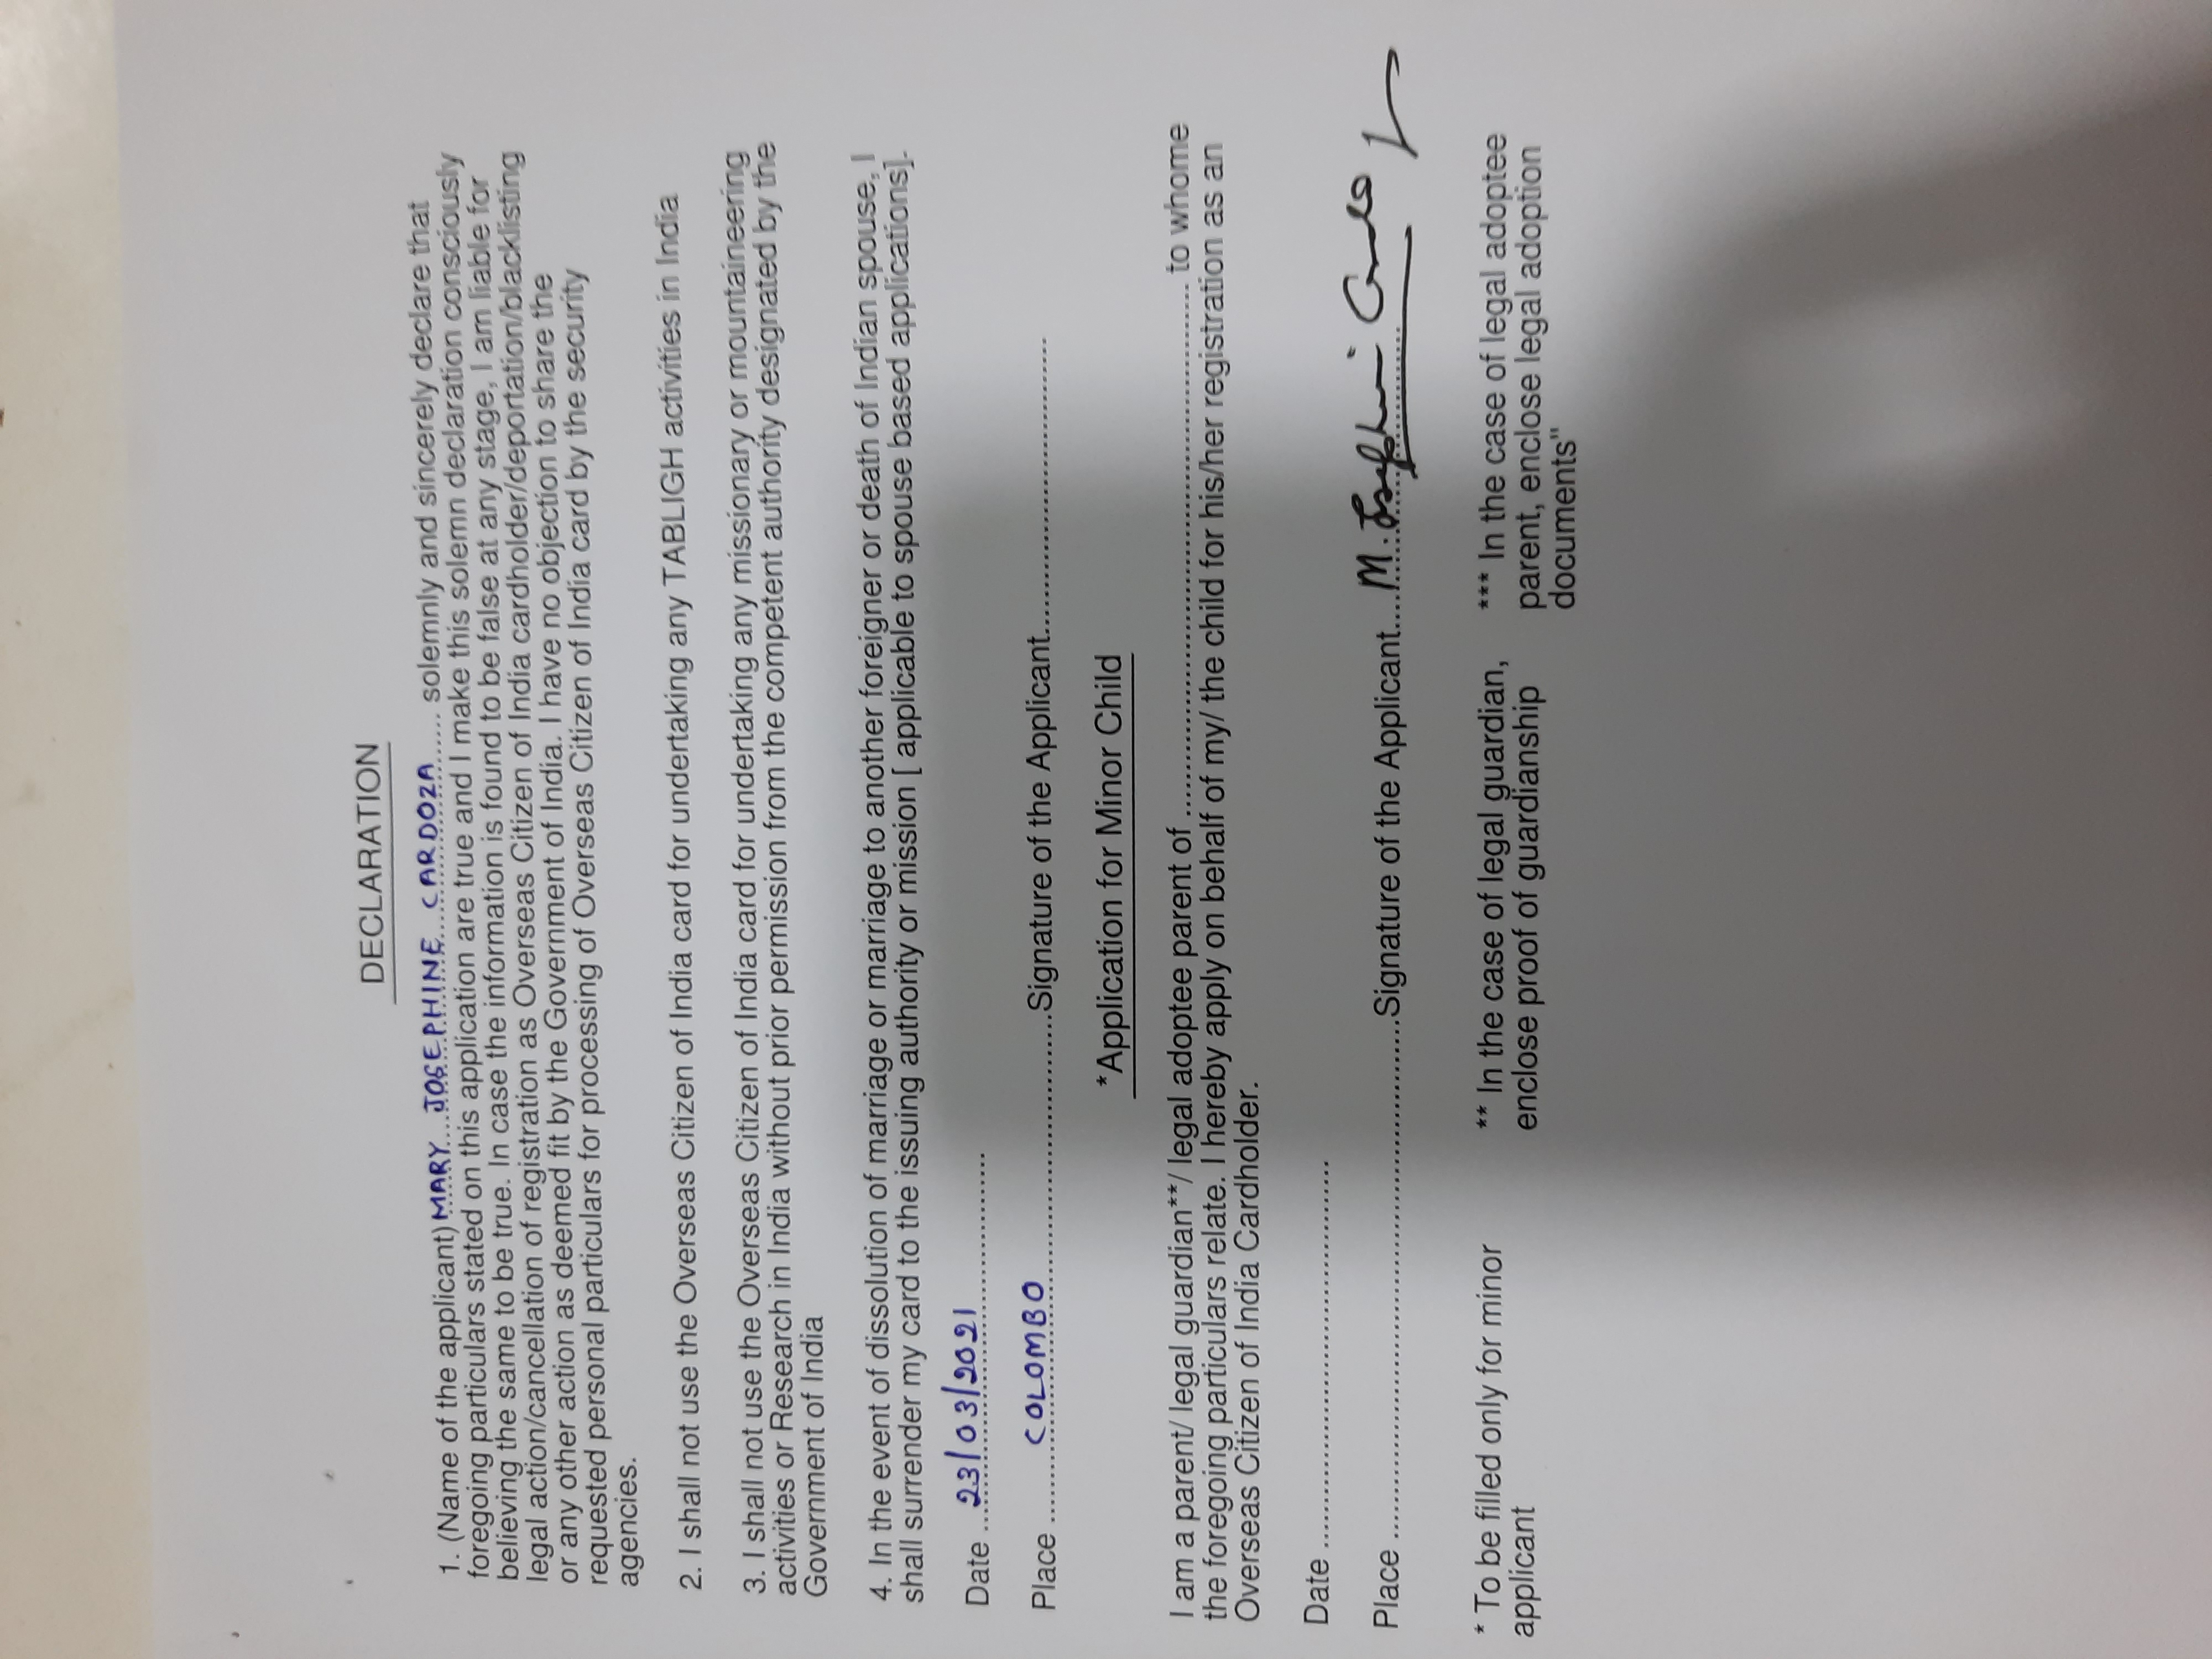 DECLARATION
1. (Name of the applicant) MARY JOSEPHINE CARDOZA solemnly and sincerely declare that
foregoing particulars stated on this application are true and I make this solemn declaration consciously
believing the same to be true. In case the information is found to be false at any stage, I am liable for
legal action/cancellation of registration as Overseas Citizen of India cardholder/deportation/blacklisting
or any other action as deemed fit by the Government of India. I have no objection to share the
requested personal particulars for processing of Overseas Citizen of India card by the security
agencies.
2. I shall not use the Overseas Citizen of India card for undertaking any TABLIGH activities in India
3. I shall not use the Overseas Citizen of India card for undertaking any missionary or mountaineering
activities or Research in India without prior permission from the competent authority designated by the
Government of India
4. In the event of dissolution of marriage or marriage to another foreigner or death of Indian spouse, I
shall surrender my card to the issuing authority or mission [ applicable to spouse based applications].
Date ...23/03/2021...
Place ...COLOMBO...Signature of the Applicant...
*Application for Minor Child
I am a parent/ legal guardian**/ legal adoptee parent of ... to whome
the foregoing particulars relate. I hereby apply on behalf of my/ the child for his/her registration as an
Overseas Citizen of India Cardholder.
Date ...
Place ...Signature of the Applicant... M. Josephine Cardoza
* To be filled only for minor
applicant
** In the case of legal guardian,
enclose proof of guardianship
*** In the case of legal adoptee
parent, enclose legal adoption
documents"